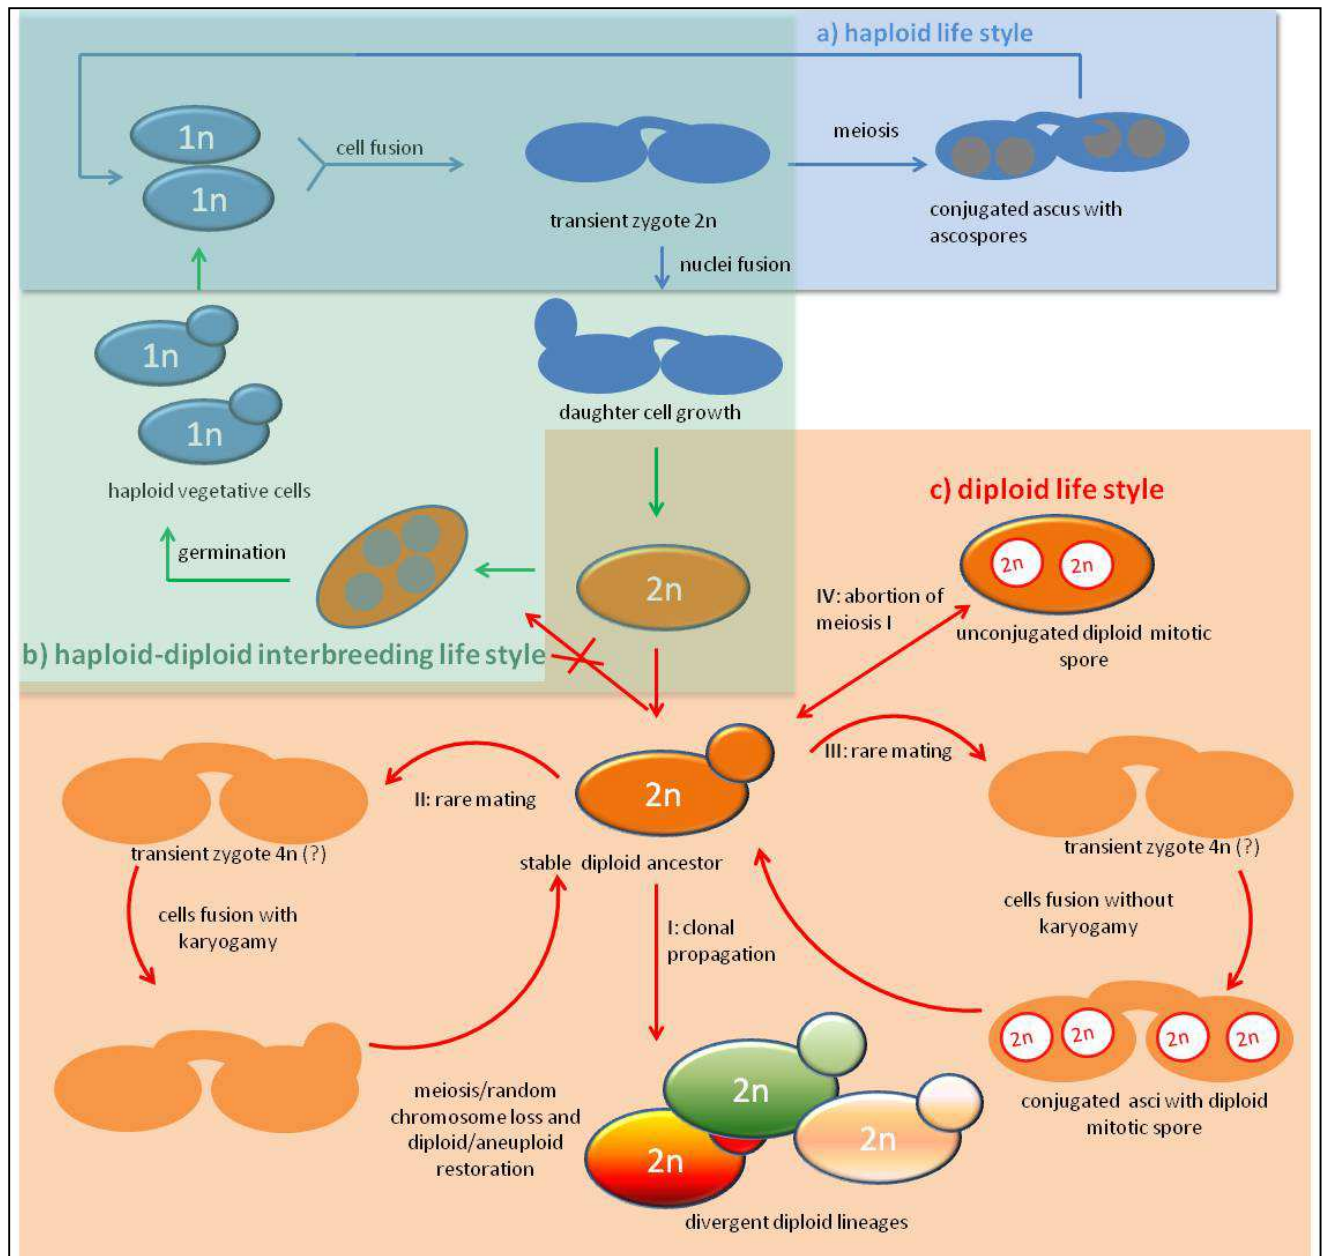 a) haploid life style
1n
1n
cell fusion
meiosis
transient zygote 2n
conjugated ascus with
ascospores
nuclei fusion
1n
1n
daughter cell growth
haploid vegetative cells
germination
c) diploid life style
2n
2n
2n
IV: abortion of
meiosis I
unconjugated diploid mitotic
spore
b) haploid-diploid interbreeding life style
II: rare mating
2n
III: rare mating
transient zygote 4n (?)
stable diploid ancestor
transient zygote 4n (?)
cells fusion with
karyogamy
I: clonal
propagation
cells fusion without
karyogamy
2n
2n
2n
2n
meiosis/random
chromosome loss and
diploid/aneuploid
restoration
2n
2n
2n
conjugated asci with diploid
mitotic spore
divergent diploid lineages